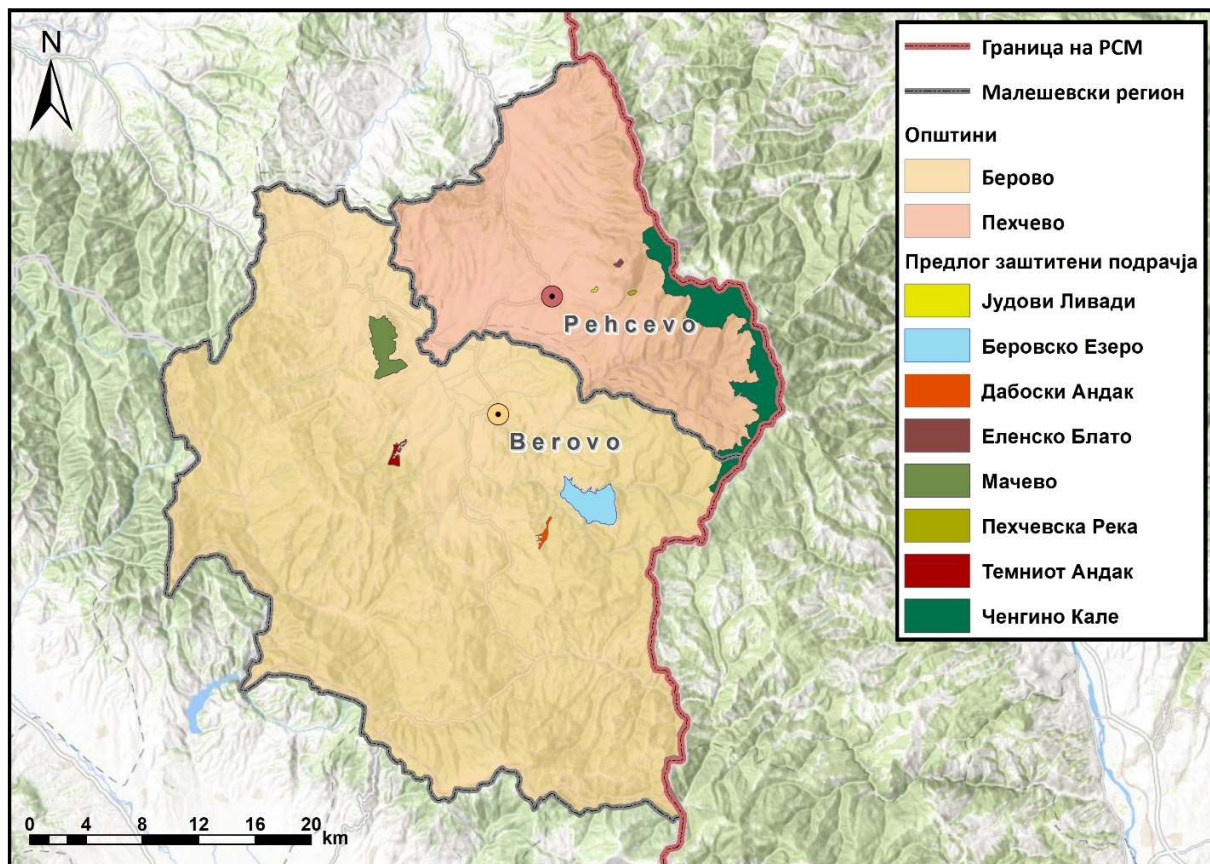 N
Граница на РСМ
Малешевски регион
Општини
Берово
Пехчево
Предлог заштитени подрачја
Јудови Ливади
Беровско Езеро
Дабоски Андак
Еленско Блато
Мачево
Пехчевска Река
Темниот Андак
Ченгино Кале
Pehcevo
Berovo
0 4 8 12 16 20
km